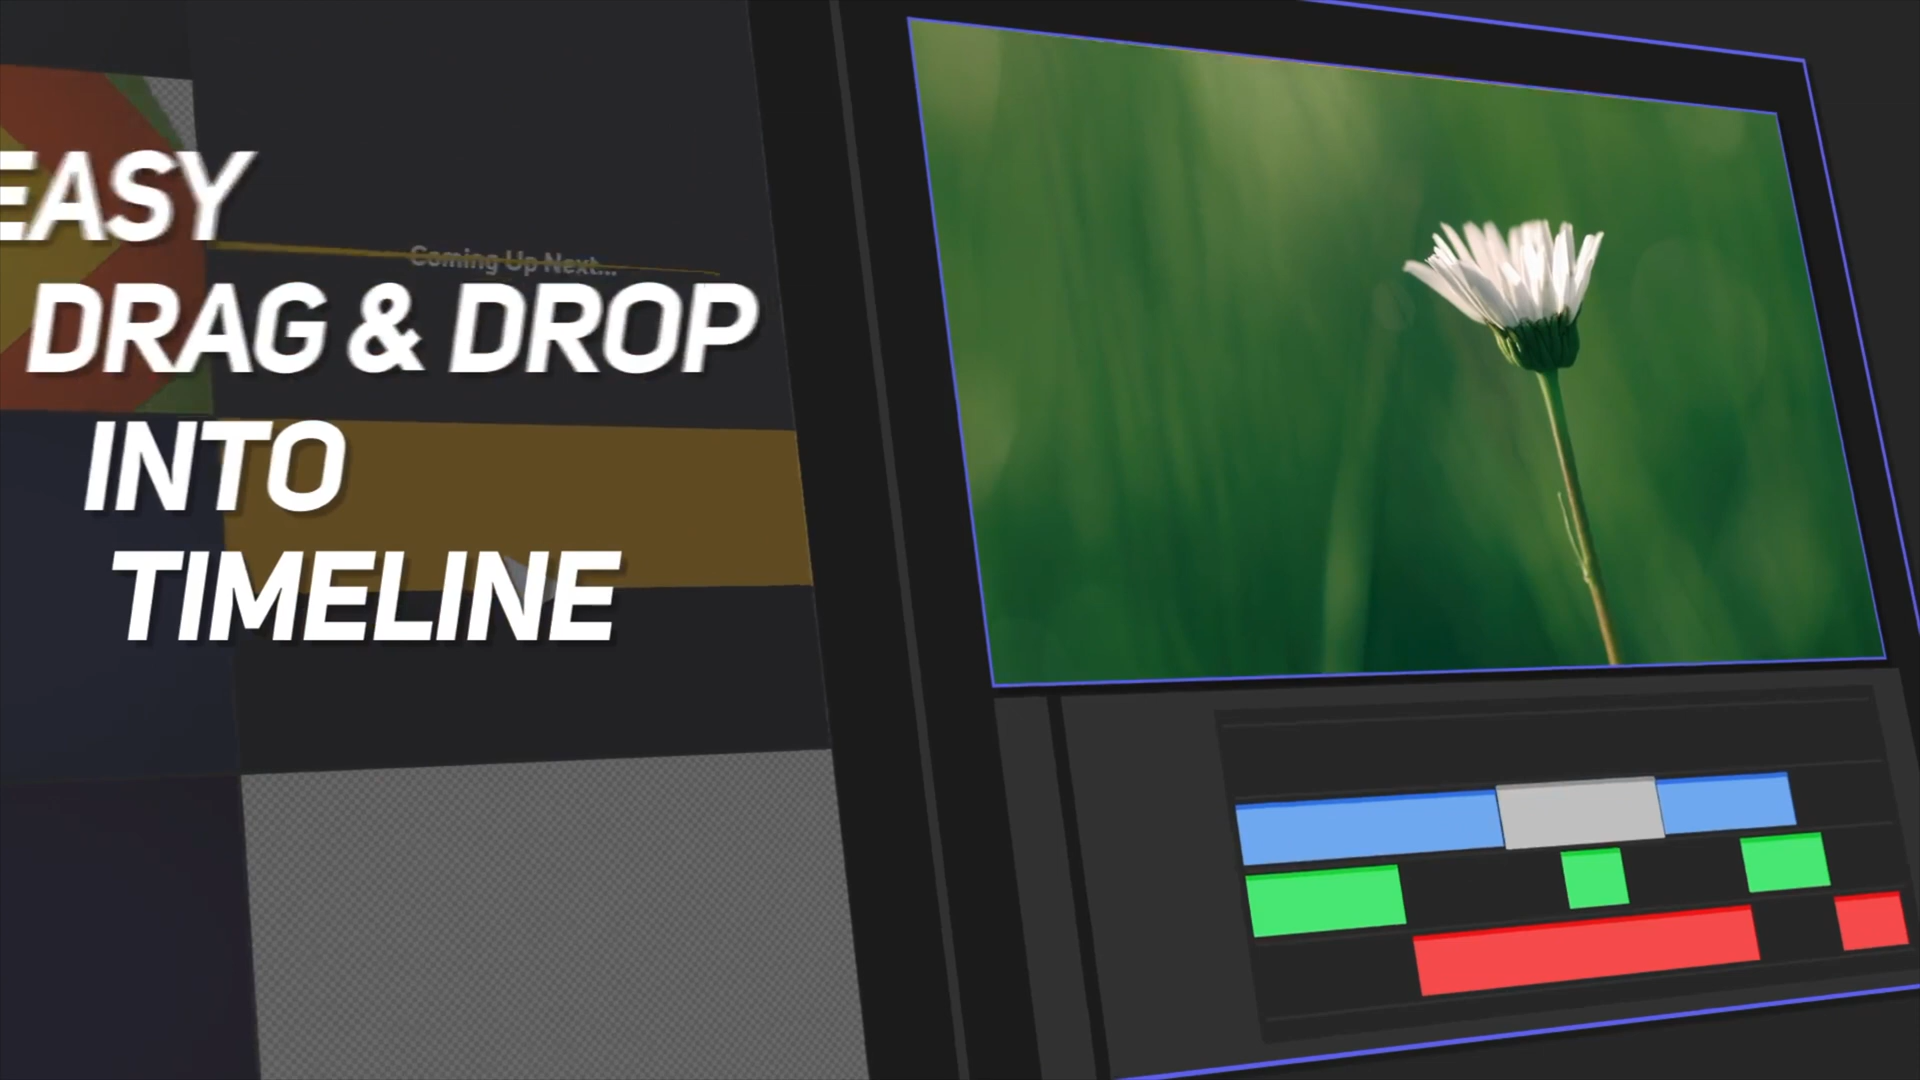 EASY
Coming Up Next...
DRAG & DROP
INTO
TIMELINE